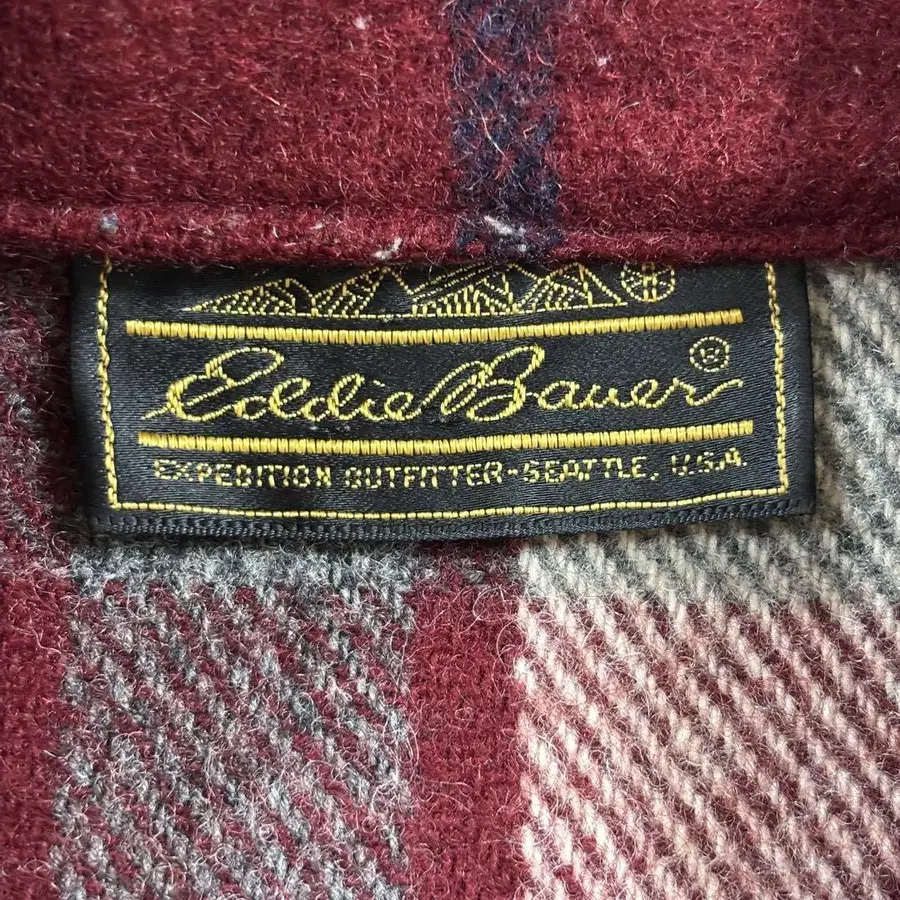 Eddie Bauer ®
EXPEDITION OUTFITTER-SEATTLE, U.S.A.